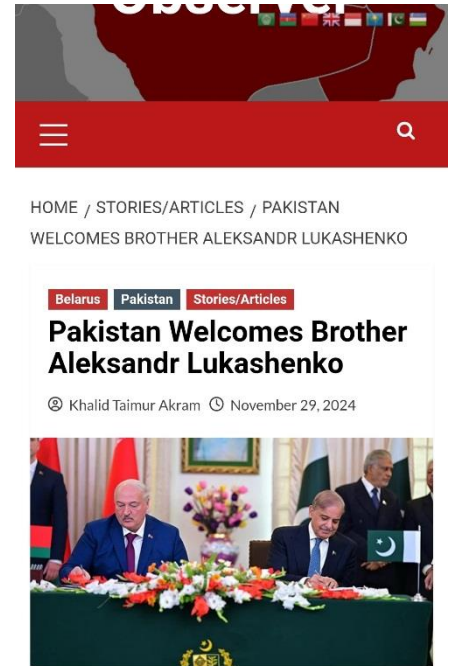 Observer
HOME / STORIES/ARTICLES / PAKISTAN
WELCOMES BROTHER ALEKSANDR LUKASHENKO
Belarus Pakistan Stories/Articles
Pakistan Welcomes Brother
Aleksandr Lukashenko
Khalid Taimur Akram November 29, 2024